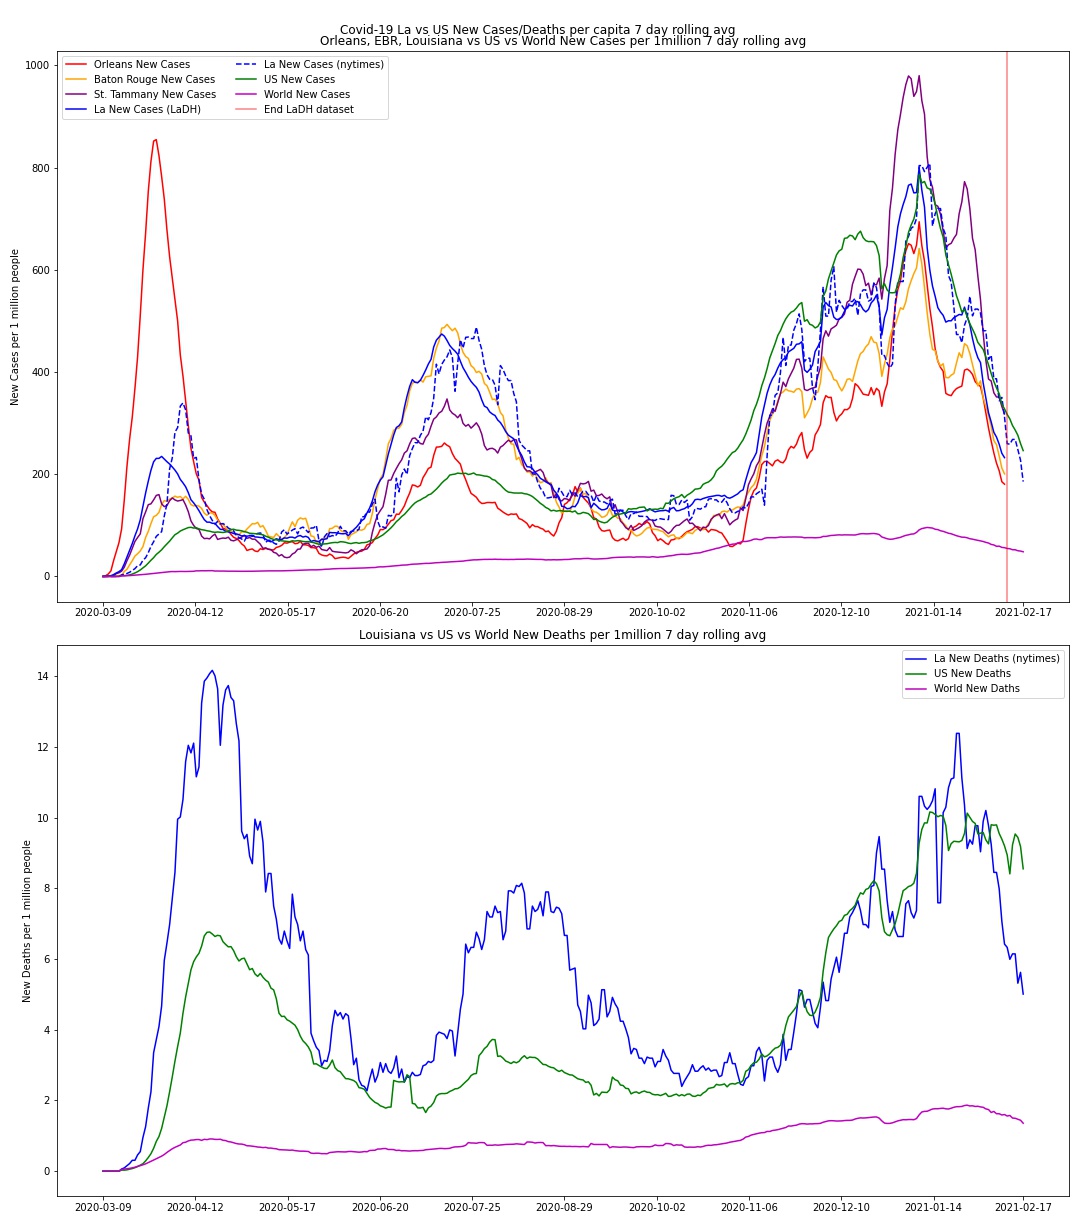 Covid-19 La vs US New Cases/Deaths per capita 7 day rolling avg
Orleans, EBR, Louisiana vs US vs World New Cases per 1million 7 day rolling avg
Orleans New Cases
Baton Rouge New Cases
St. Tammany New Cases
La New Cases (LaDH)
La New Cases (nytimes)
US New Cases
World New Cases
End LaDH dataset
New Cases per 1 million people
1000
800
600
400
200
0
2020-03-09 2020-04-12 2020-05-17 2020-06-20 2020-07-25 2020-08-29 2020-10-02 2020-11-06 2020-12-10 2021-01-14 2021-02-17
Louisiana vs US vs World New Deaths per 1million 7 day rolling avg
La New Deaths (nytimes)
US New Deaths
World New Daths
New Deaths per 1 million people
14
12
10
8
6
4
2
0
2020-03-09 2020-04-12 2020-05-17 2020-06-20 2020-07-25 2020-08-29 2020-10-02 2020-11-06 2020-12-10 2021-01-14 2021-02-17